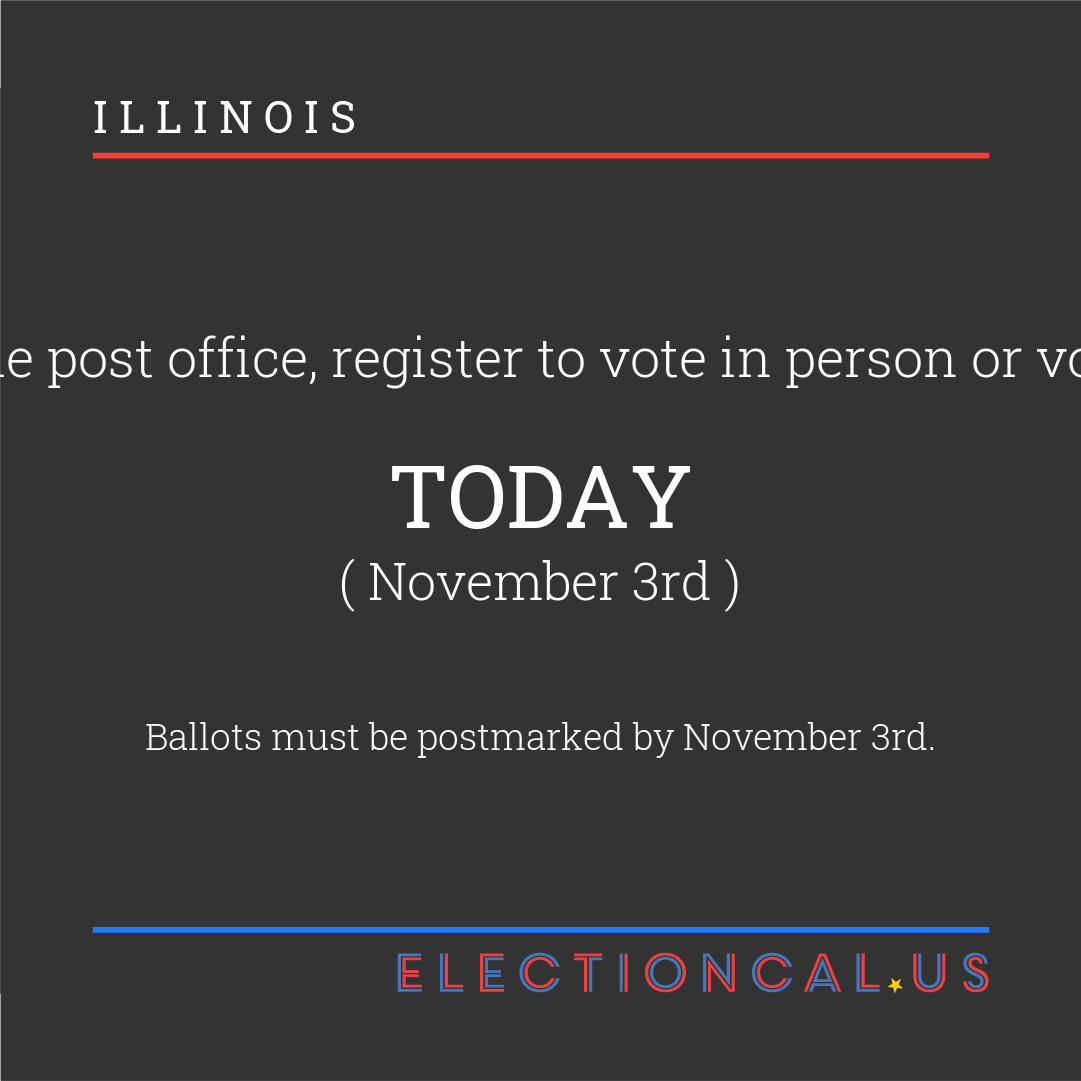 ILLINOIS
post office, register to vote in person or
TODAY
( November 3rd )
Ballots must be postmarked by November 3rd.
ELECTIONCAL.US